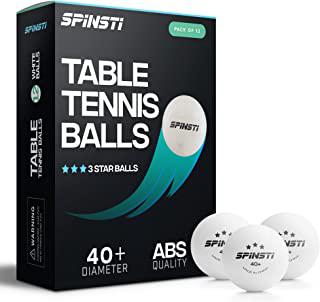 SPINSTI
PACK OF 12
TABLE
TENNIS
BALLS
3 STAR BALLS
40+
DIAMETER
ABS
QUALITY
SPINSTI
WHITE
BALLS
TABLE
TENNIS BALLS
WARNING
SPINSTI
40+
SPINSTI
SPINSTI